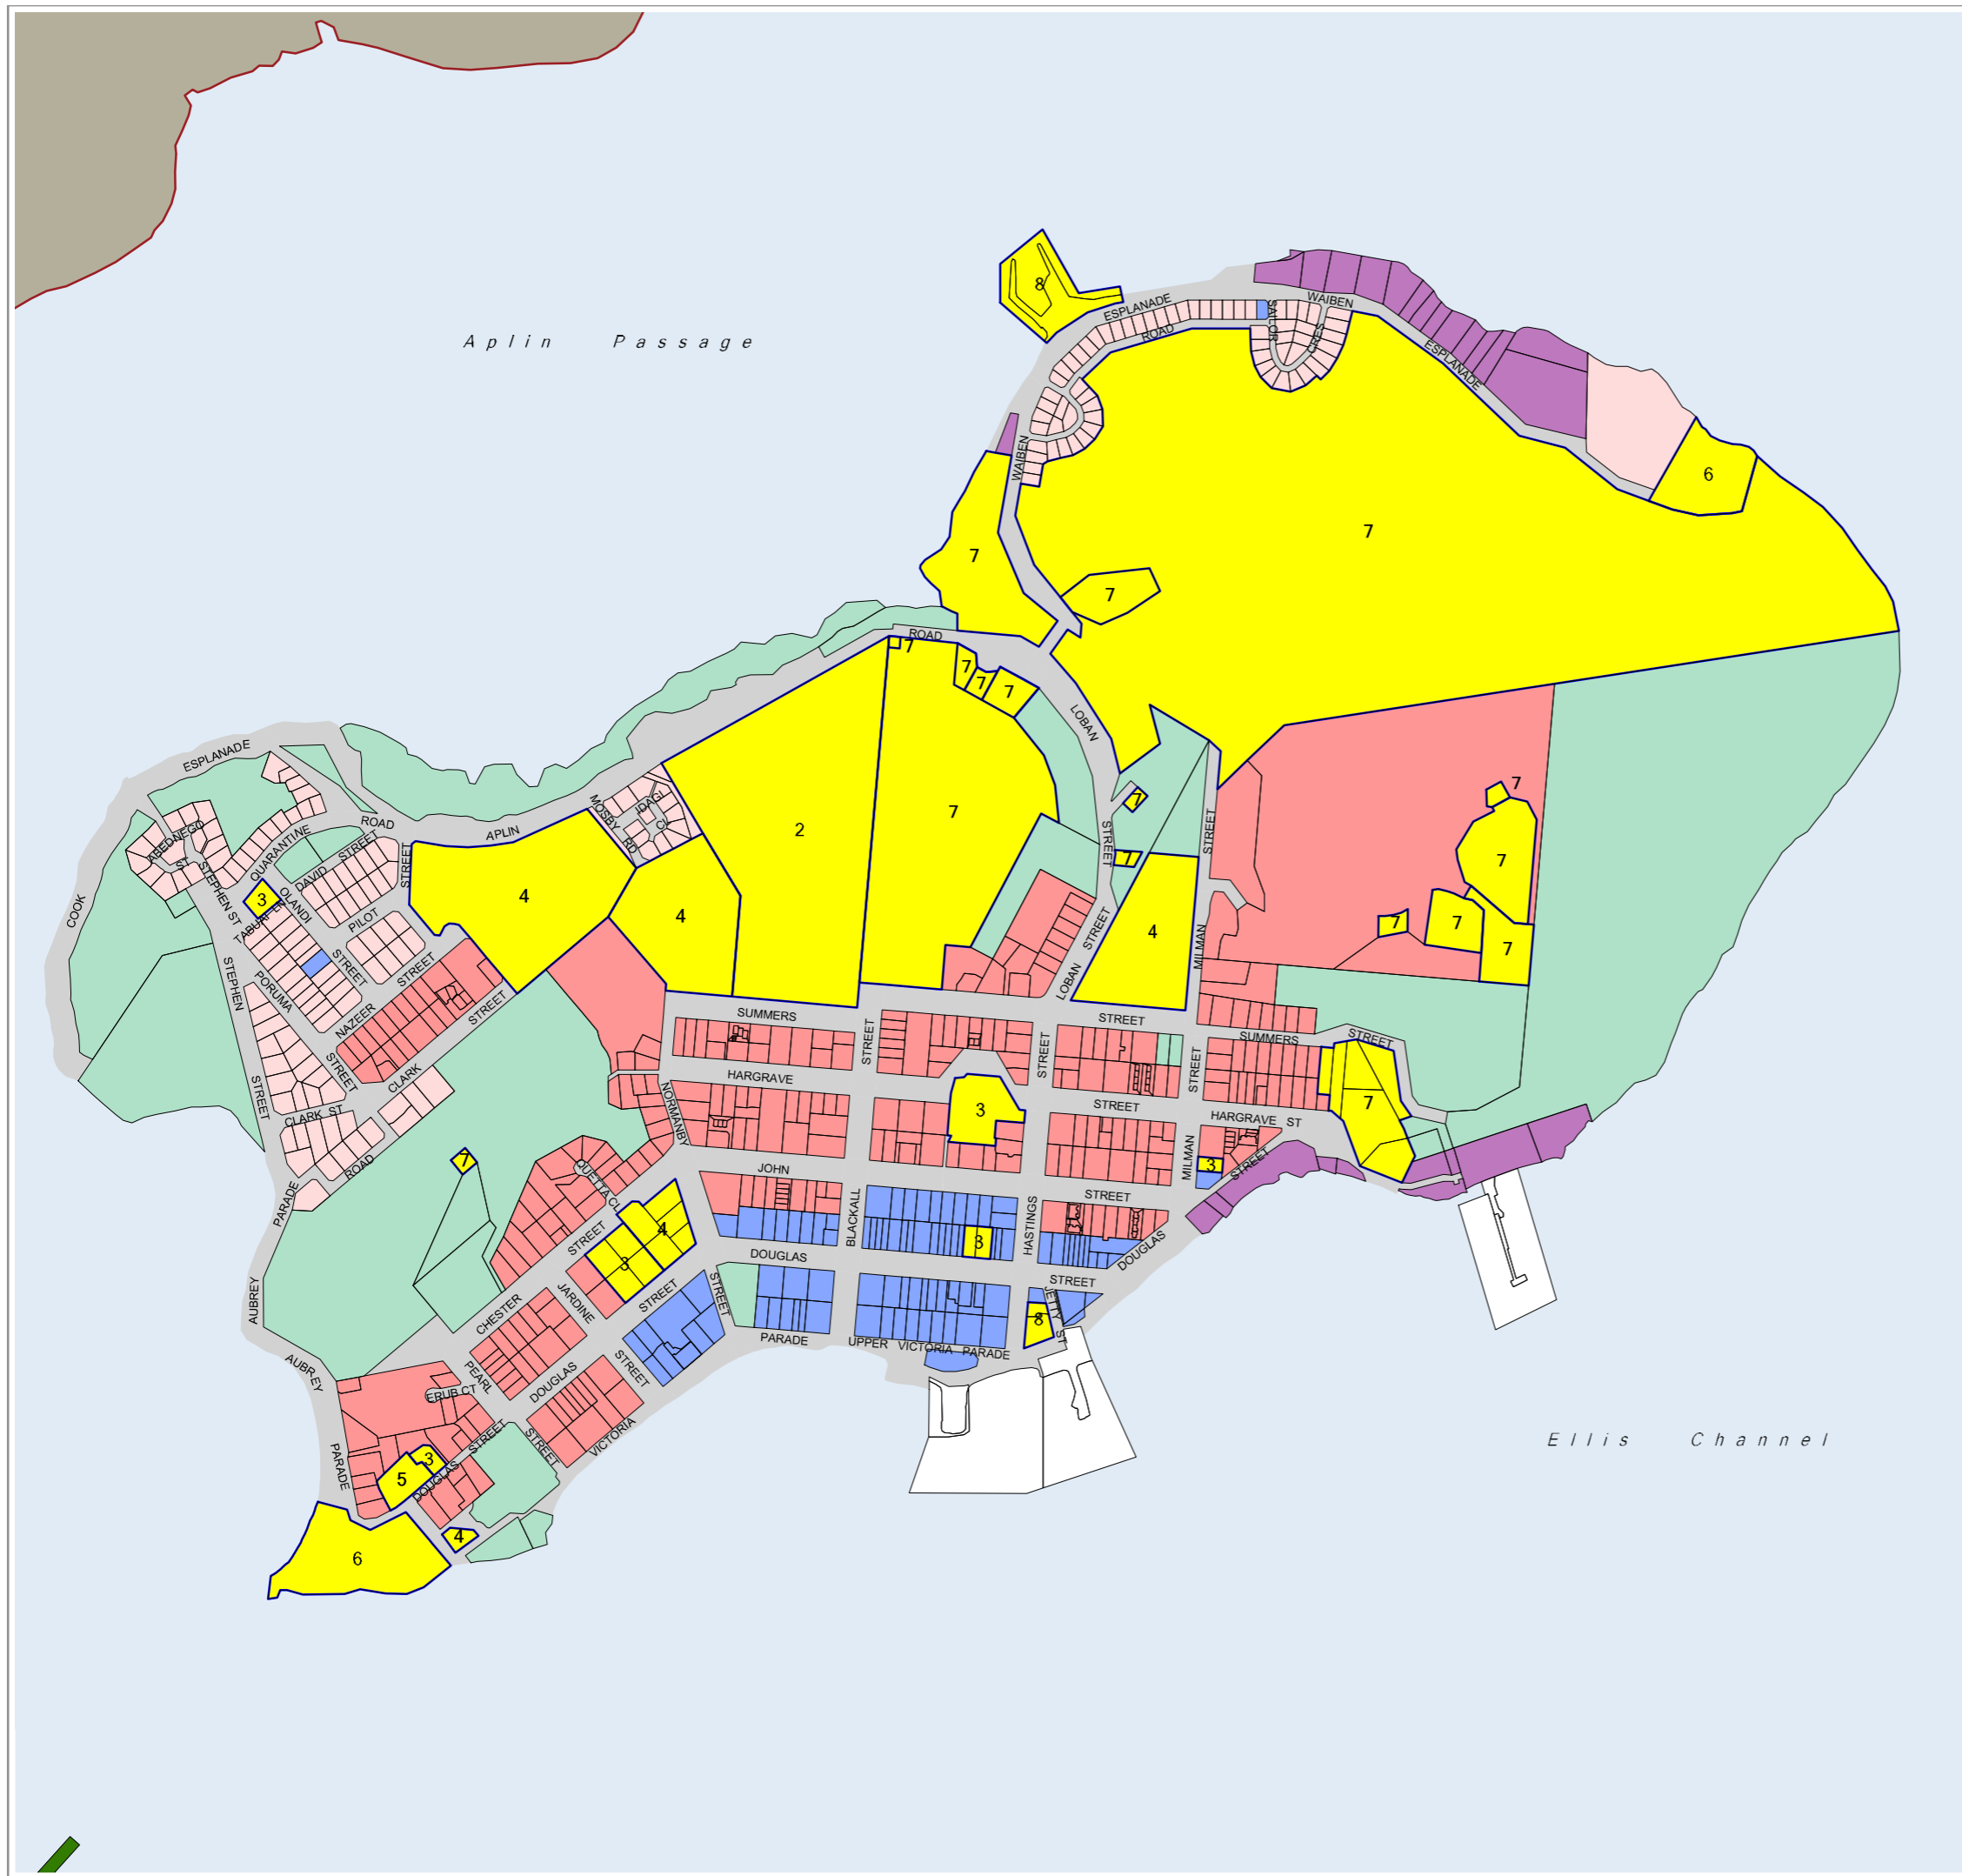 8
WAIBEN
ESPLANADE
ROAD
SAILOR
CRES
Aplin Passage
ESPLANADE
WAIBEN
6
7
7
7
ROAD
7
7
7
7
LOBAN
ESPLANADE
MOSBY RD
IDAGI CL
7
7
2
7
ROAD
APLIN
STREET
STREET
STREET
ABEDNEGO ST
QUARANTINE
DAVID STREET
7
7
4
3
STEPHEN ST
OLANDI STREET
PILOT
COOK
4
7
7
7
4
LOBAN STREET
MILMAN
STEPHEN STREET
PORUMA STREET
NAZEER STREET
STREET
SUMMERS
STREET
STREET
STREET
STREET
SUMMERS
STREET
CLARK
HARGRAVE
STREET
NORMANBY
3
HARGRAVE ST
7
CLARK ST
ROAD
7
JOHN
QUETTA CL
MILMAN
3
STREET
PARADE
STREET
4
3
BLACKALL
3
HASTINGS
STREET
DOUGLAS
DOUGLAS
STREET
AUBREY
CHESTER
JARDINE
STREET
STREET
STREET
8
JETTY ST
PARADE
UPPER VICTORIA PARADE
AUBREY
PEARL
ERUB CT
DOUGLAS
STREET
VICTORIA
STREET
PARADE
5
3
DOUGLAS
4
6
Ellis Channel